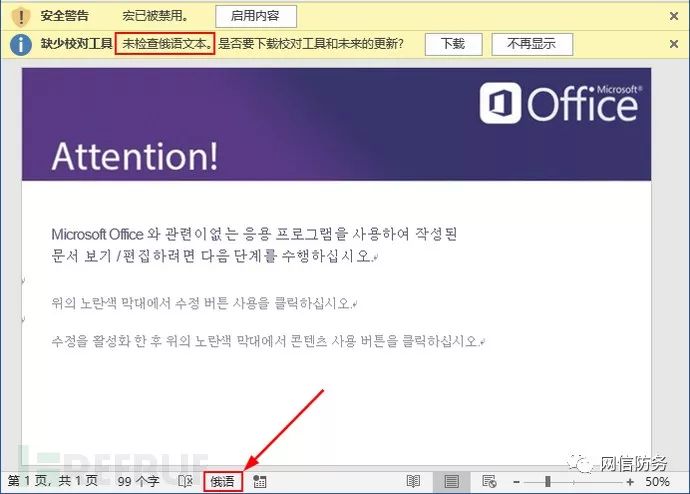 安全警告 宏已被禁用。 启用内容
缺少校对工具 未检查俄语文本。是否要下载校对工具和未来的更新? 下载 不再显示
Microsoft®
Office
Attention!
Microsoft Office 와 관련이없는 응용 프로그램을 사용하여 작성된
문서 보기 /편집하려면 다음 단계를 수행하십시오.
위의 노란색 막대에서 수정 버튼 사용을 클릭하십시오.
수정을 활성화 한 후 위의 노란색 막대에서 콘텐츠 사용 버튼을 클릭하십시오.
REEBUF
网信防务
第 1 页，共 1 页 99 个字 俄语 50%